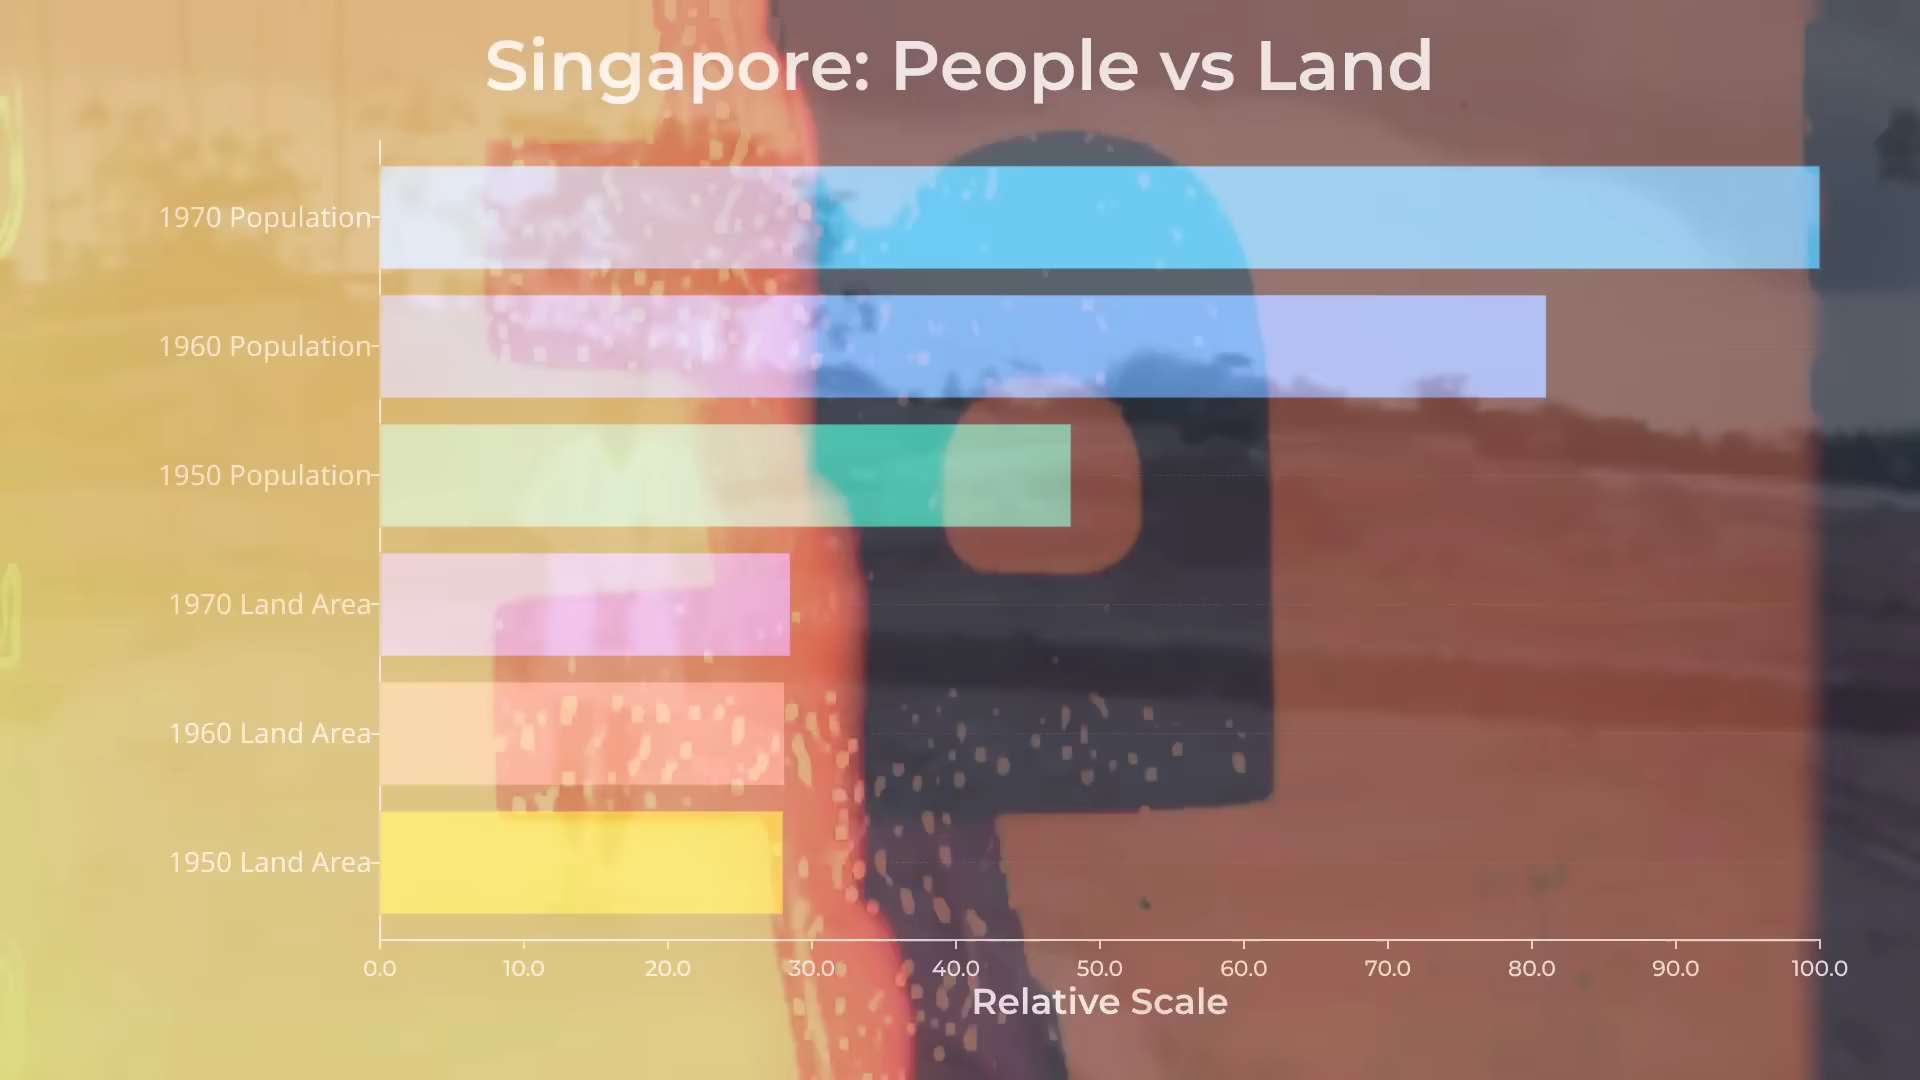 Singapore: People vs Land
1970 Population
1960 Population
1950 Population
1970 Land Area
1960 Land Area
1950 Land Area
0.0 10.0 20.0 30.0 40.0 50.0 60.0 70.0 80.0 90.0 100.0
Relative Scale